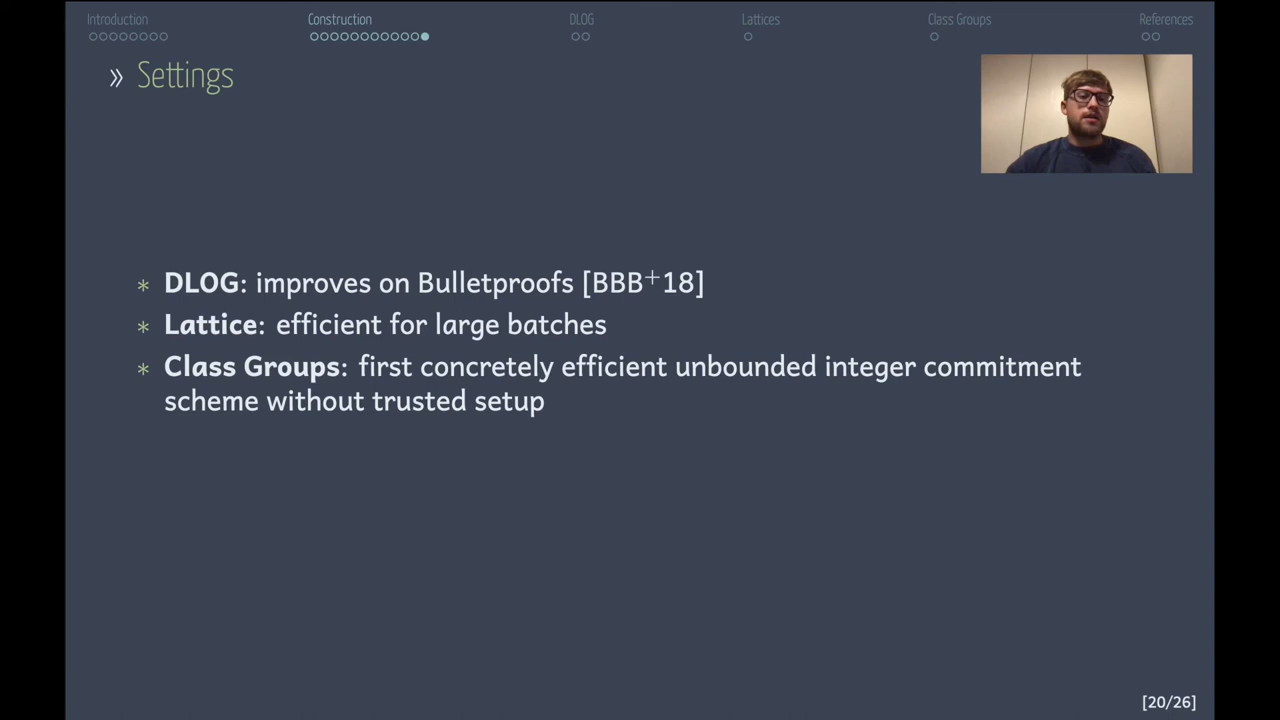 Introduction Construction DLOG Lattices Class Groups References
» Settings
* DLOG: improves on Bulletproofs [BBB+18]
* Lattice: efficient for large batches
* Class Groups: first concretely efficient unbounded integer commitment
scheme without trusted setup
[20/26]